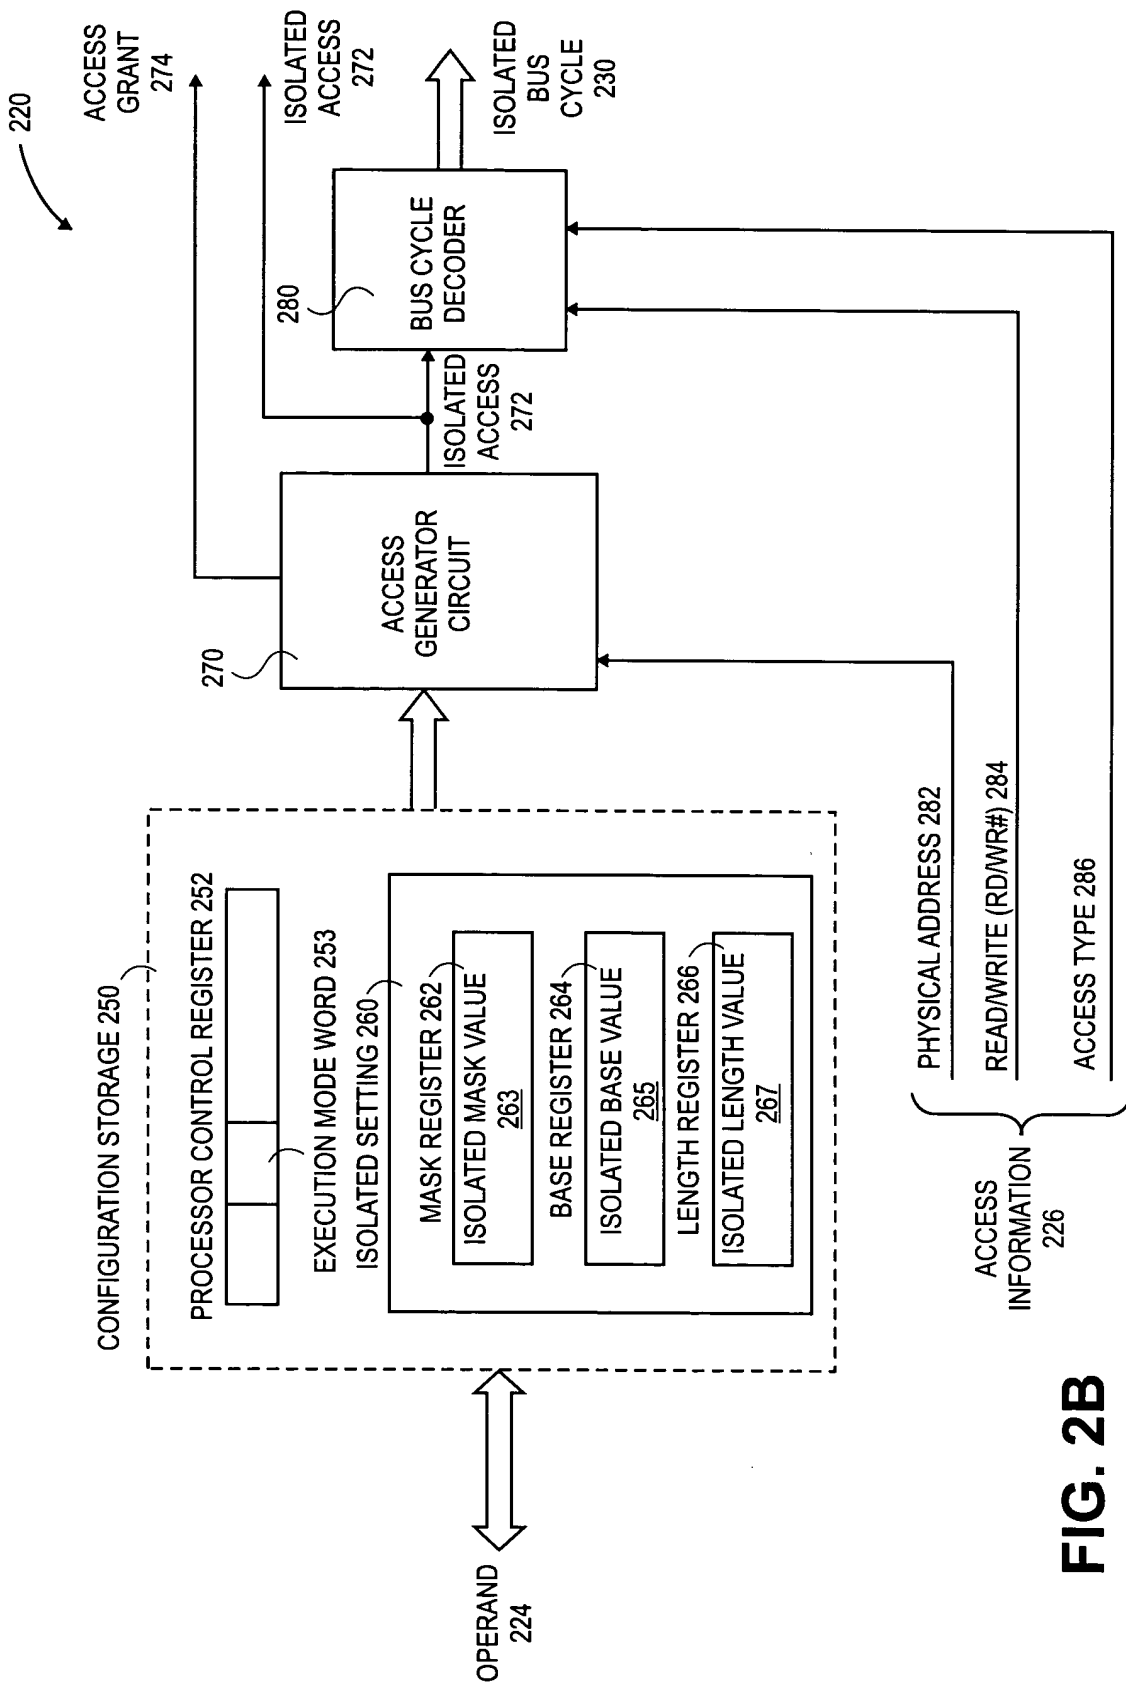 220
CONFIGURATION STORAGE 250
PROCESSOR CONTROL REGISTER 252
EXECUTION MODE WORD 253
ISOLATED SETTING 260
MASK REGISTER 262
ISOLATED MASK VALUE
263
BASE REGISTER 264
ISOLATED BASE VALUE
265
LENGTH REGISTER 266
ISOLATED LENGTH VALUE
267
OPERAND
224
270
ACCESS
GENERATOR
CIRCUIT
ISOLATED
ACCESS
272
280
BUS CYCLE
DECODER
ACCESS
GRANT
274
ISOLATED
ACCESS
272
ISOLATED
BUS
CYCLE
230
ACCESS
INFORMATION
226
PHYSICAL ADDRESS 282
READ/WRITE (RD/WR#) 284
ACCESS TYPE 286
FIG. 2B